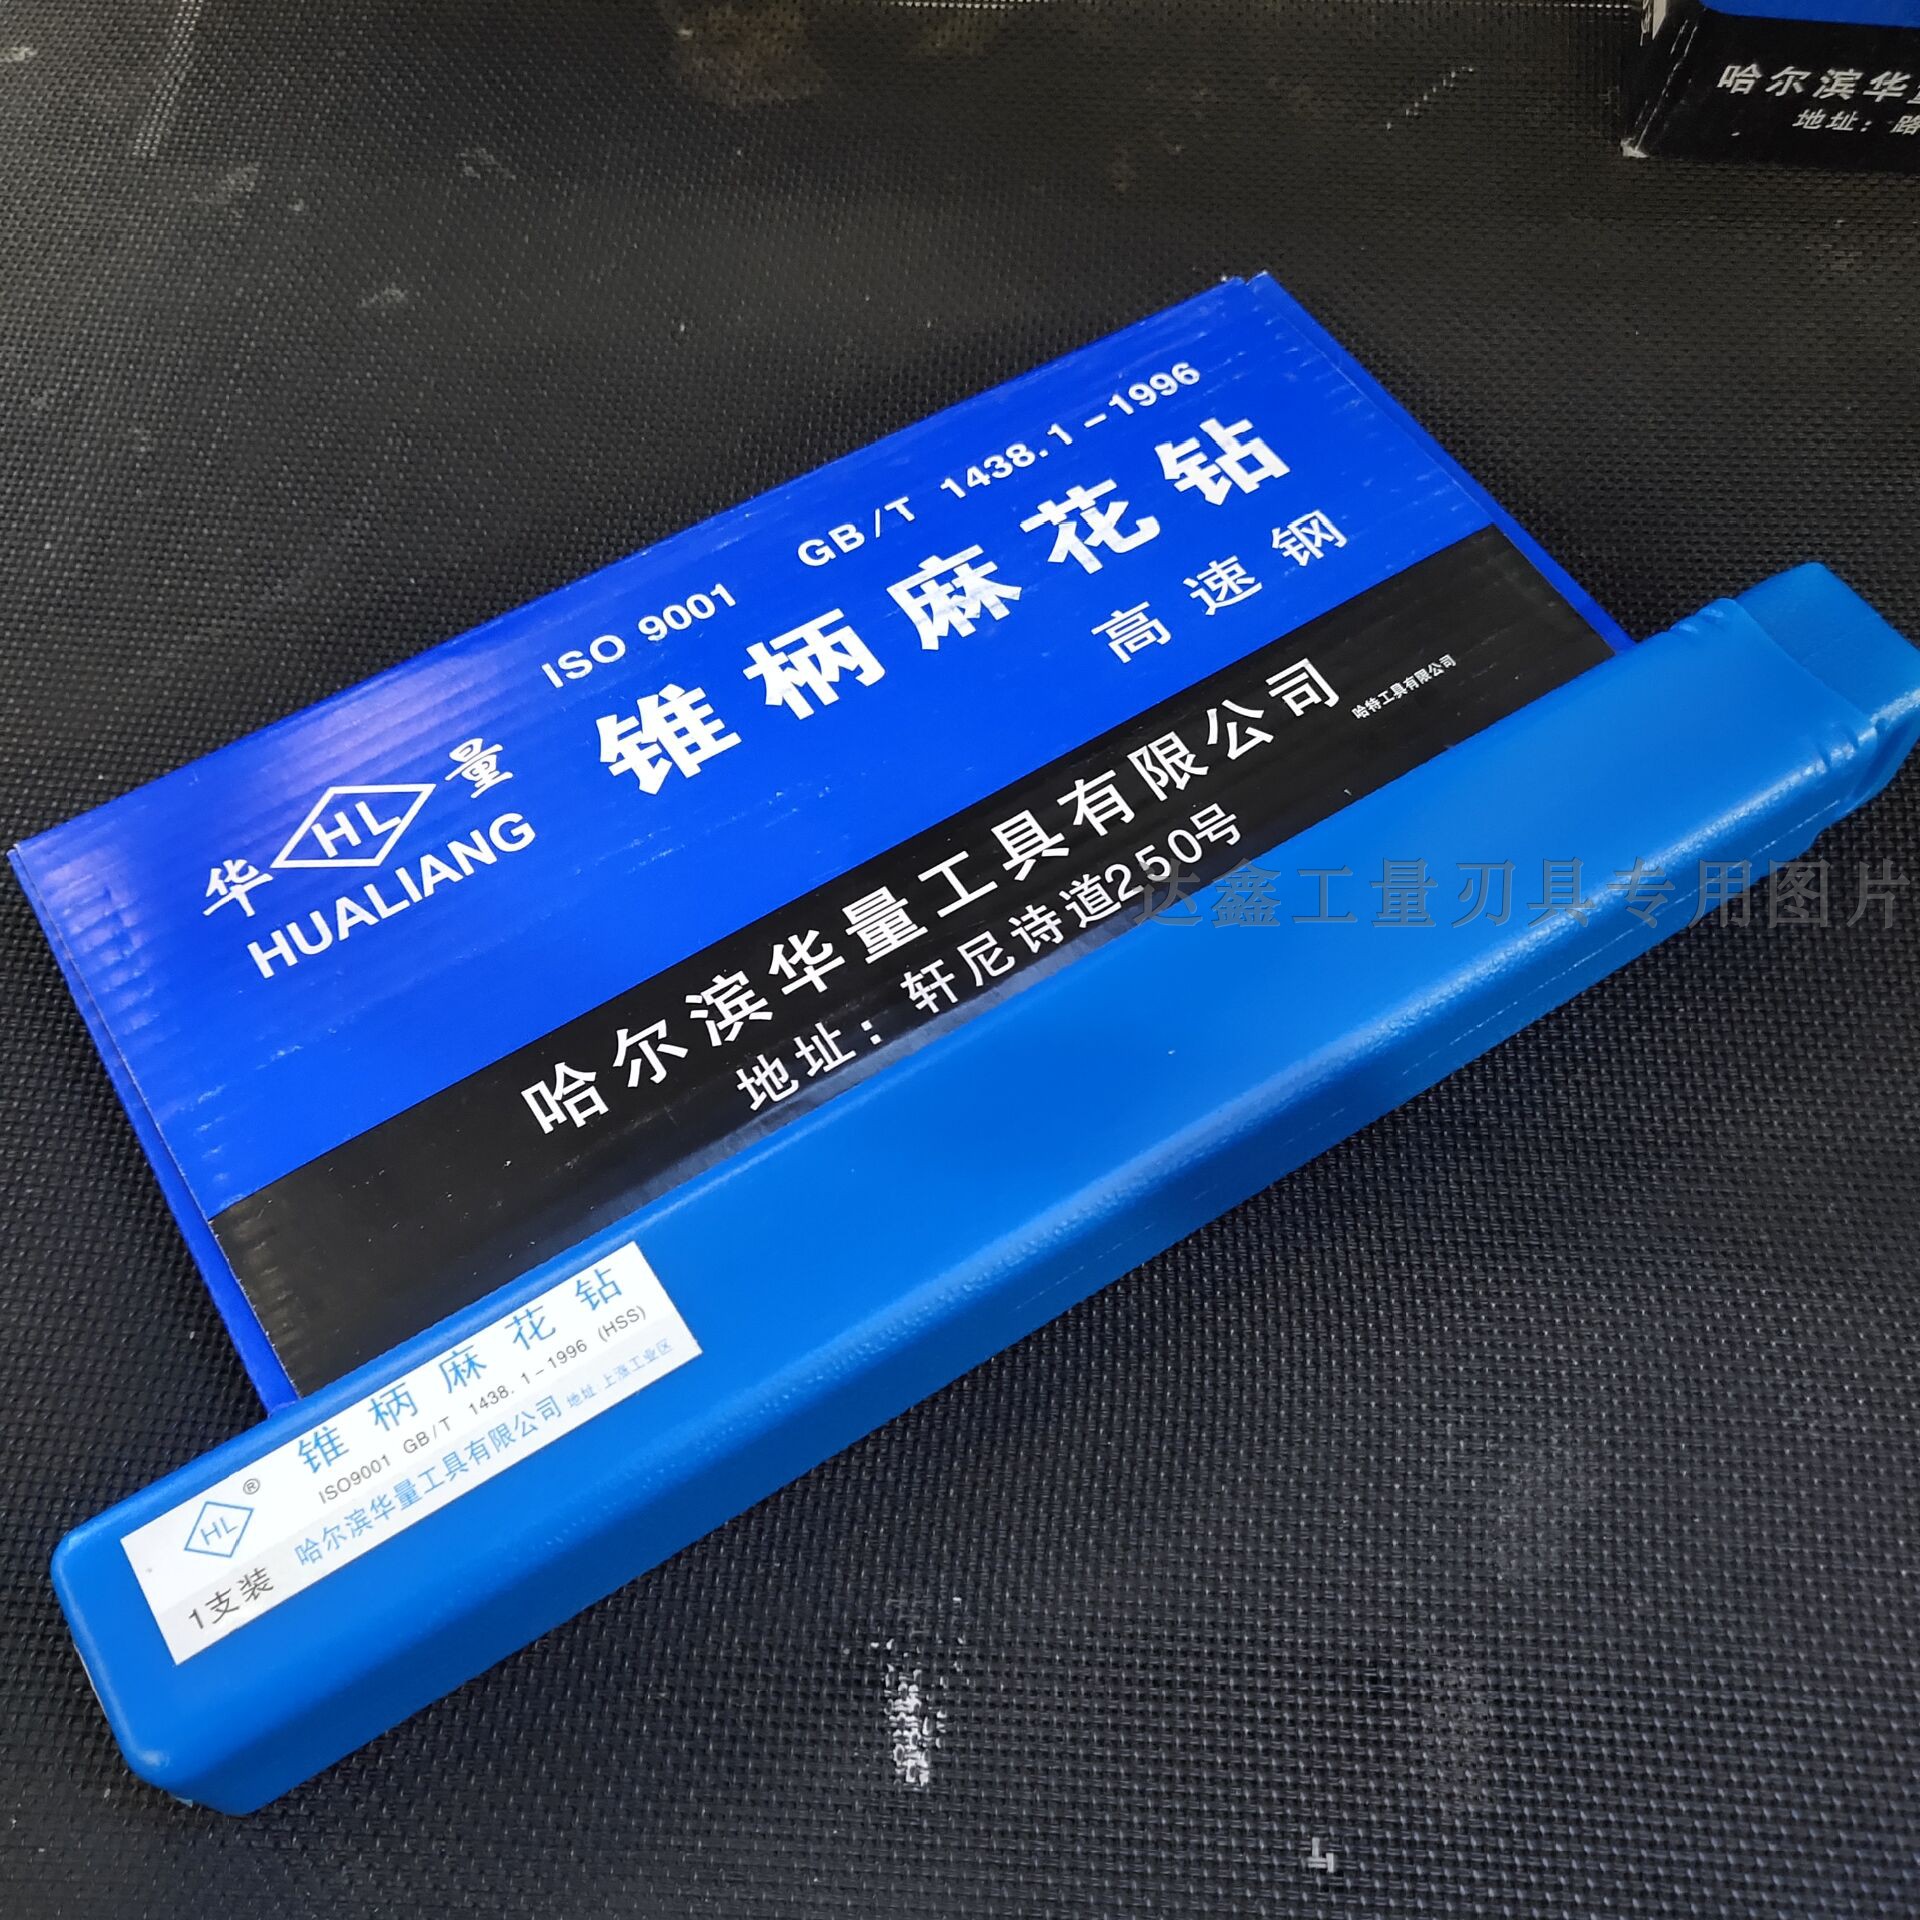 哈尔滨华
地址：路
ISO 9001 GB/T 1438.1-1996
锥柄麻花钻
高速钢
华 HL 量
HUALIANG
哈尔滨华量工具有限公司
哈特工具有限公司
地址：轩尼诗道250号
达鑫工量刃具专用图片
锥柄麻花钻
ISO9001 GB/T 1438.1-1996 (HSS)
HL ®
哈尔滨华量工具有限公司 地址 上涨工业区
1支装